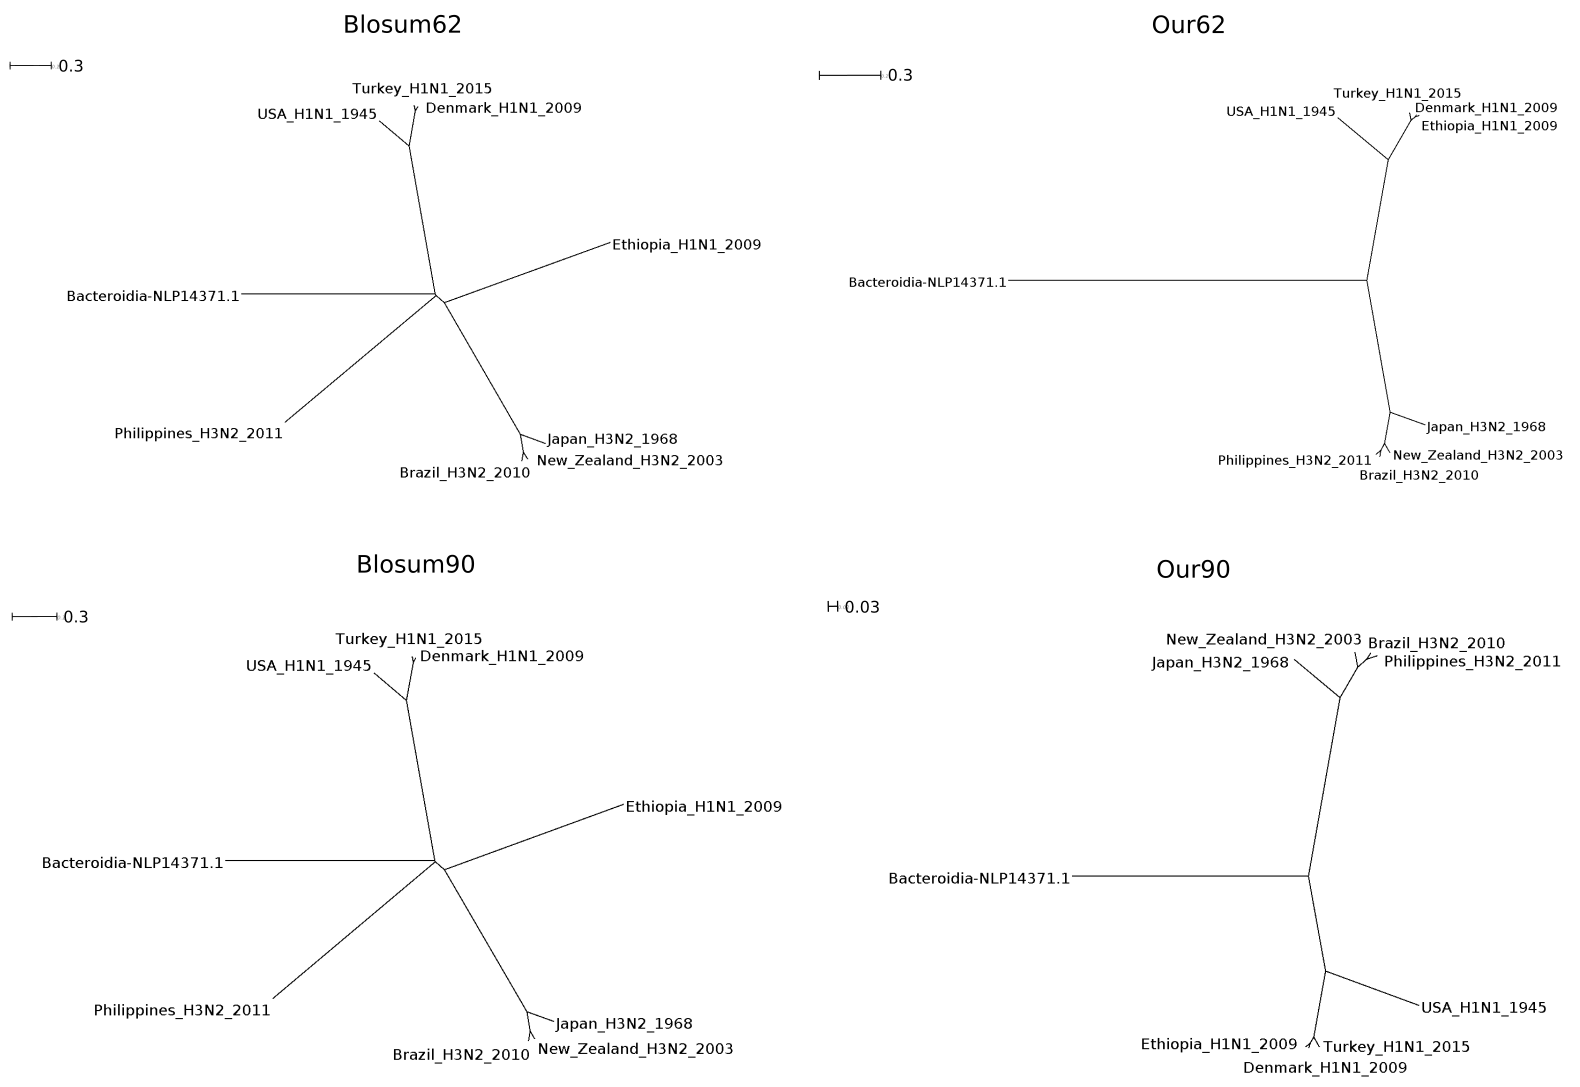 Blosum62
0.3
Turkey_H1N1_2015
USA_H1N1_1945
Denmark_H1N1_2009
Ethiopia_H1N1_2009
Bacteroidia-NLP14371.1
Philippines_H3N2_2011
Japan_H3N2_1968
New_Zealand_H3N2_2003
Brazil_H3N2_2010
Our62
0.3
Turkey_H1N1_2015
Denmark_H1N1_2009
USA_H1N1_1945
Ethiopia_H1N1_2009
Bacteroidia-NLP14371.1
Japan_H3N2_1968
New_Zealand_H3N2_2003
Philippines_H3N2_2011
Brazil_H3N2_2010
Blosum90
0.3
Turkey_H1N1_2015
Denmark_H1N1_2009
USA_H1N1_1945
Ethiopia_H1N1_2009
Bacteroidia-NLP14371.1
Philippines_H3N2_2011
Japan_H3N2_1968
New_Zealand_H3N2_2003
Brazil_H3N2_2010
Our90
0.03
New_Zealand_H3N2_2003
Brazil_H3N2_2010
Japan_H3N2_1968
Philippines_H3N2_2011
Bacteroidia-NLP14371.1
USA_H1N1_1945
Ethiopia_H1N1_2009
Turkey_H1N1_2015
Denmark_H1N1_2009